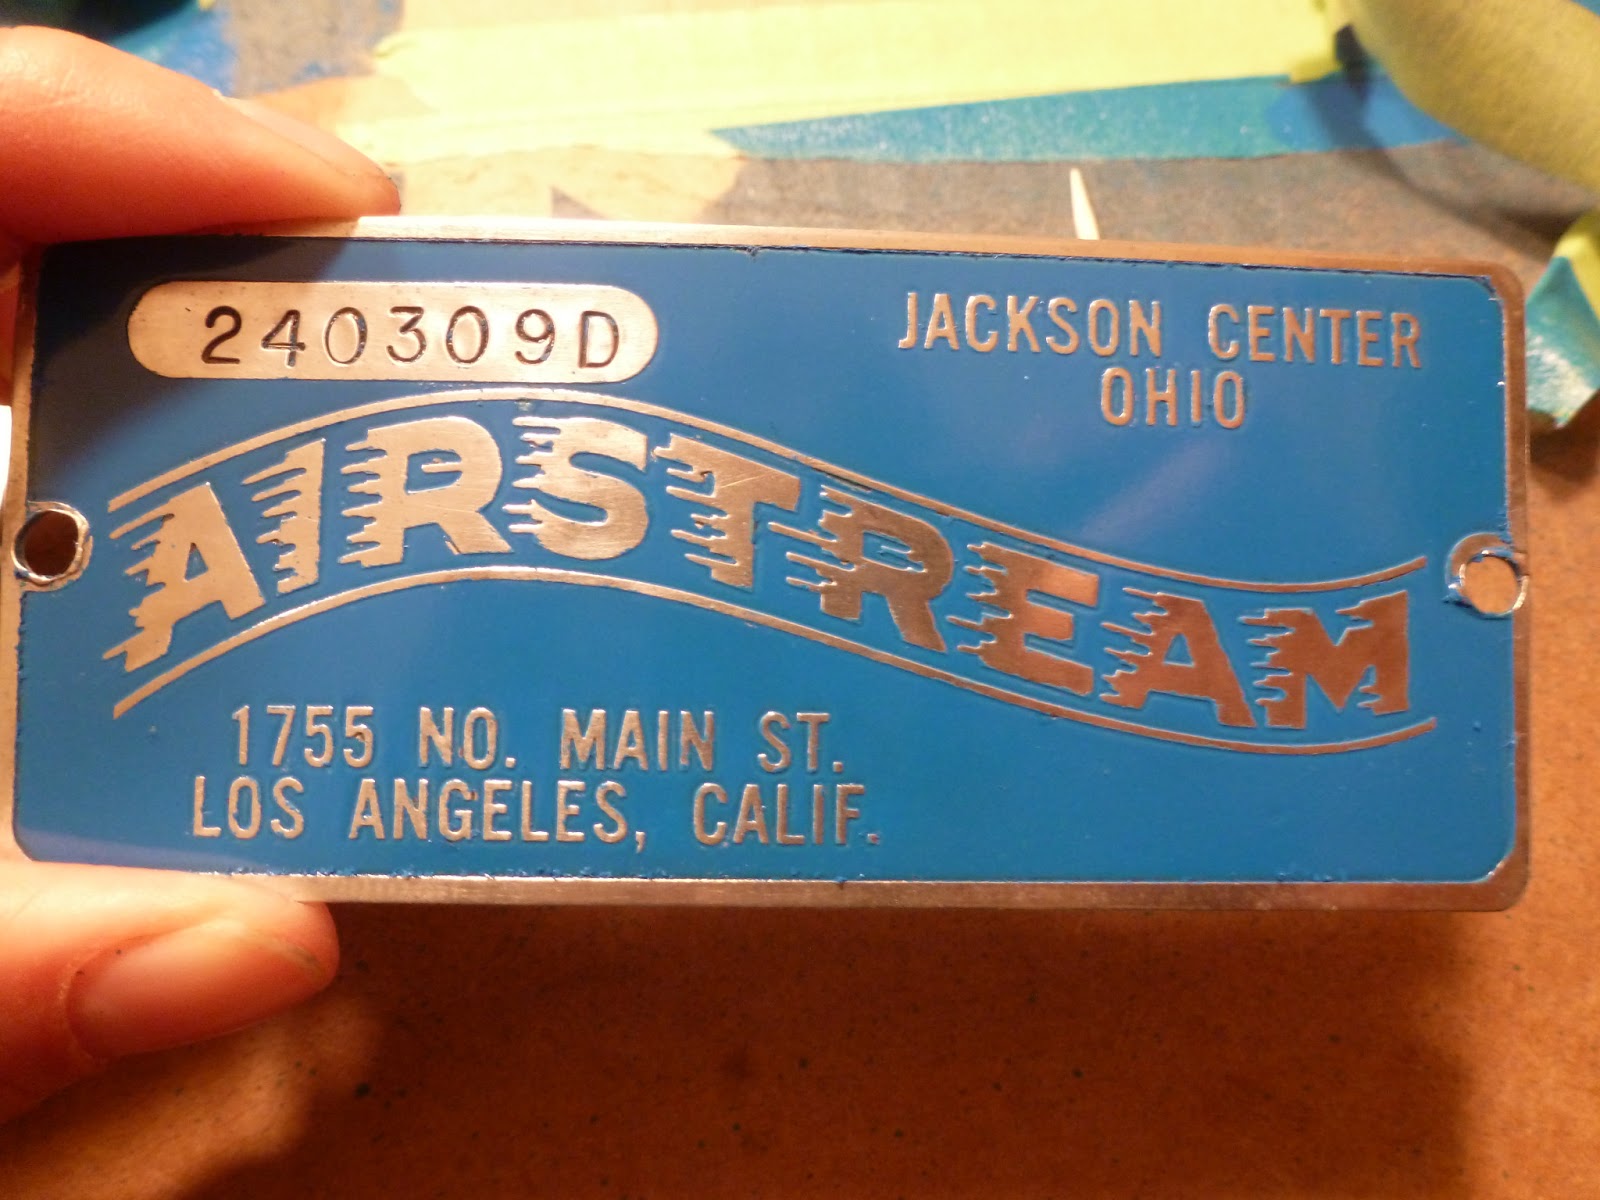 240309D
JACKSON CENTER
OHIO
AIRSTREAM
1755 NO. MAIN ST.
LOS ANGELES, CALIF.